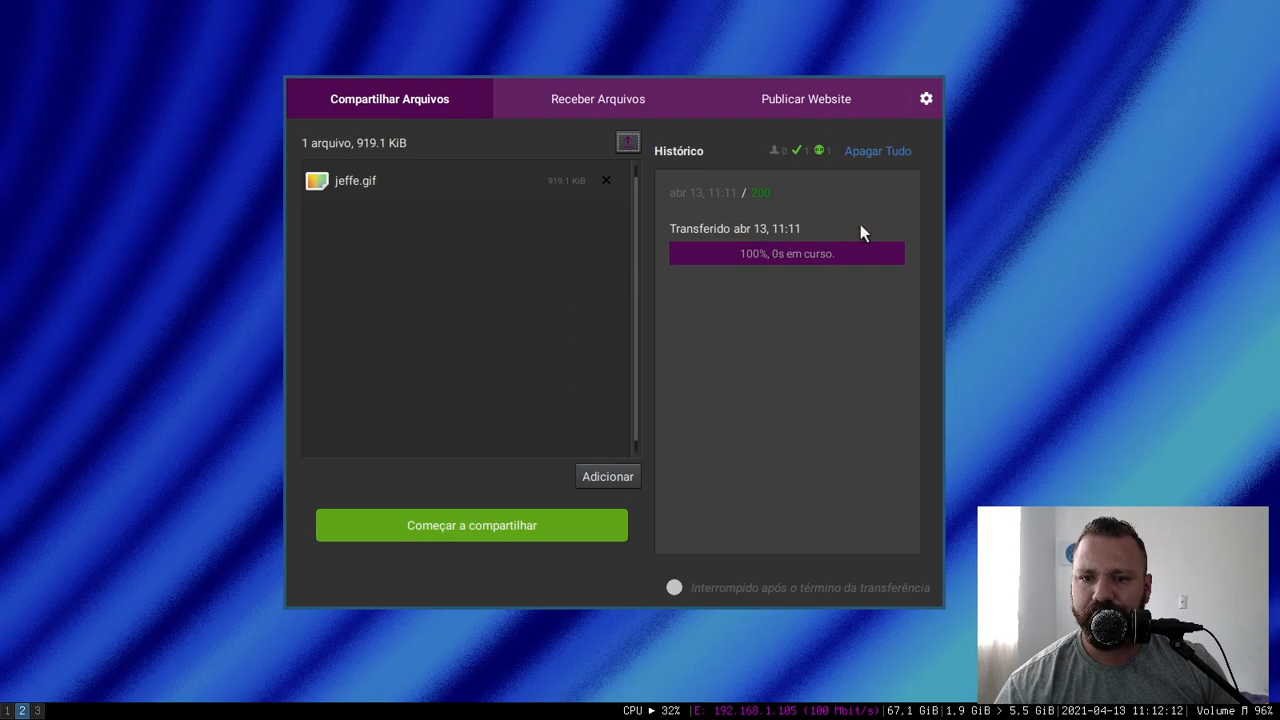 Compartilhar Arquivos
Receber Arquivos
Publicar Website
1 arquivo, 919.1 KiB
jeffe.gif
919.1 KiB
Adicionar
Começar a compartilhar
Histórico
0
1
1
Apagar Tudo
abr 13, 11:11 / 200
Transferido abr 13, 11:11
100%, 0s em curso.
Interrompido após o término da transferência
1 2 3
CPU ► 32% |E: 192.168.1.105 (100 Mbit/s)|67,1 GiB|1,9 GiB > 5,5 GiB|2021-04-13 11:12:12|Volume ♬ 96%